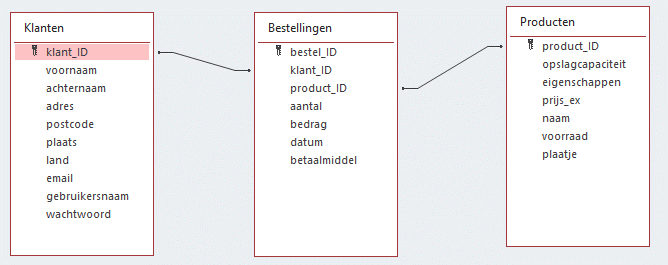 Klanten
klant_ID
voornaam
achternaam
adres
postcode
plaats
land
email
gebruikersnaam
wachtwoord
Bestellingen
bestel_ID
klant_ID
product_ID
aantal
bedrag
datum
betaalmiddel
Producten
product_ID
opslagcapaciteit
eigenschappen
prijs_ex
naam
voorraad
plaatje